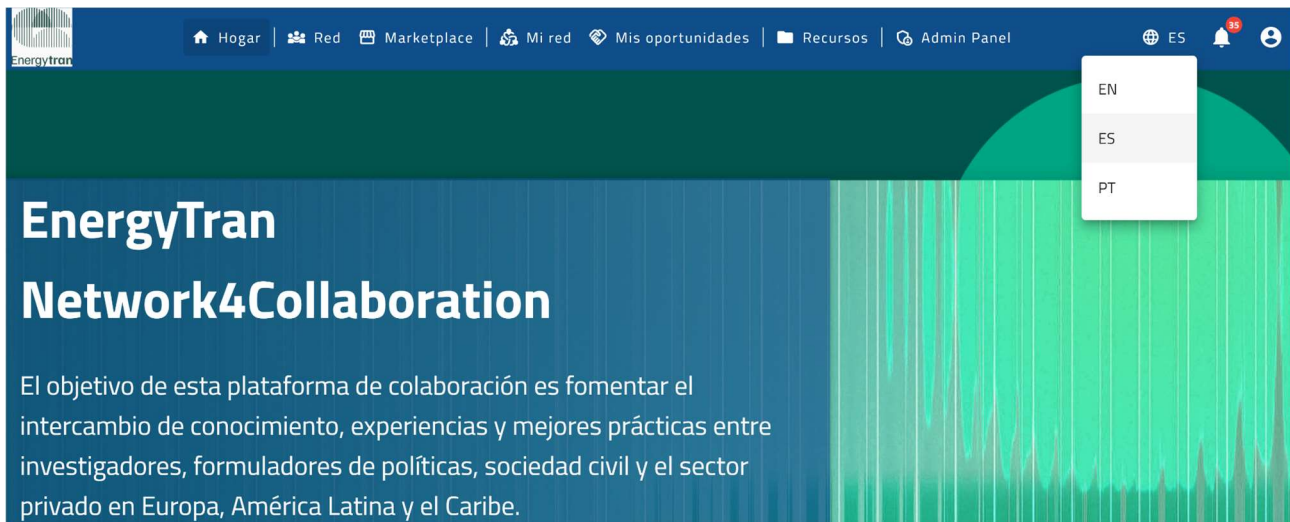 Energytran
Hogar
Red
Marketplace
Mi red
Mis oportunidades
Recursos
Admin Panel
ES
35
EN
ES
PT
EnergyTran
Network4Collaboration
El objetivo de esta plataforma de colaboración es fomentar el
intercambio de conocimiento, experiencias y mejores prácticas entre
investigadores, formuladores de políticas, sociedad civil y el sector
privado en Europa, América Latina y el Caribe.